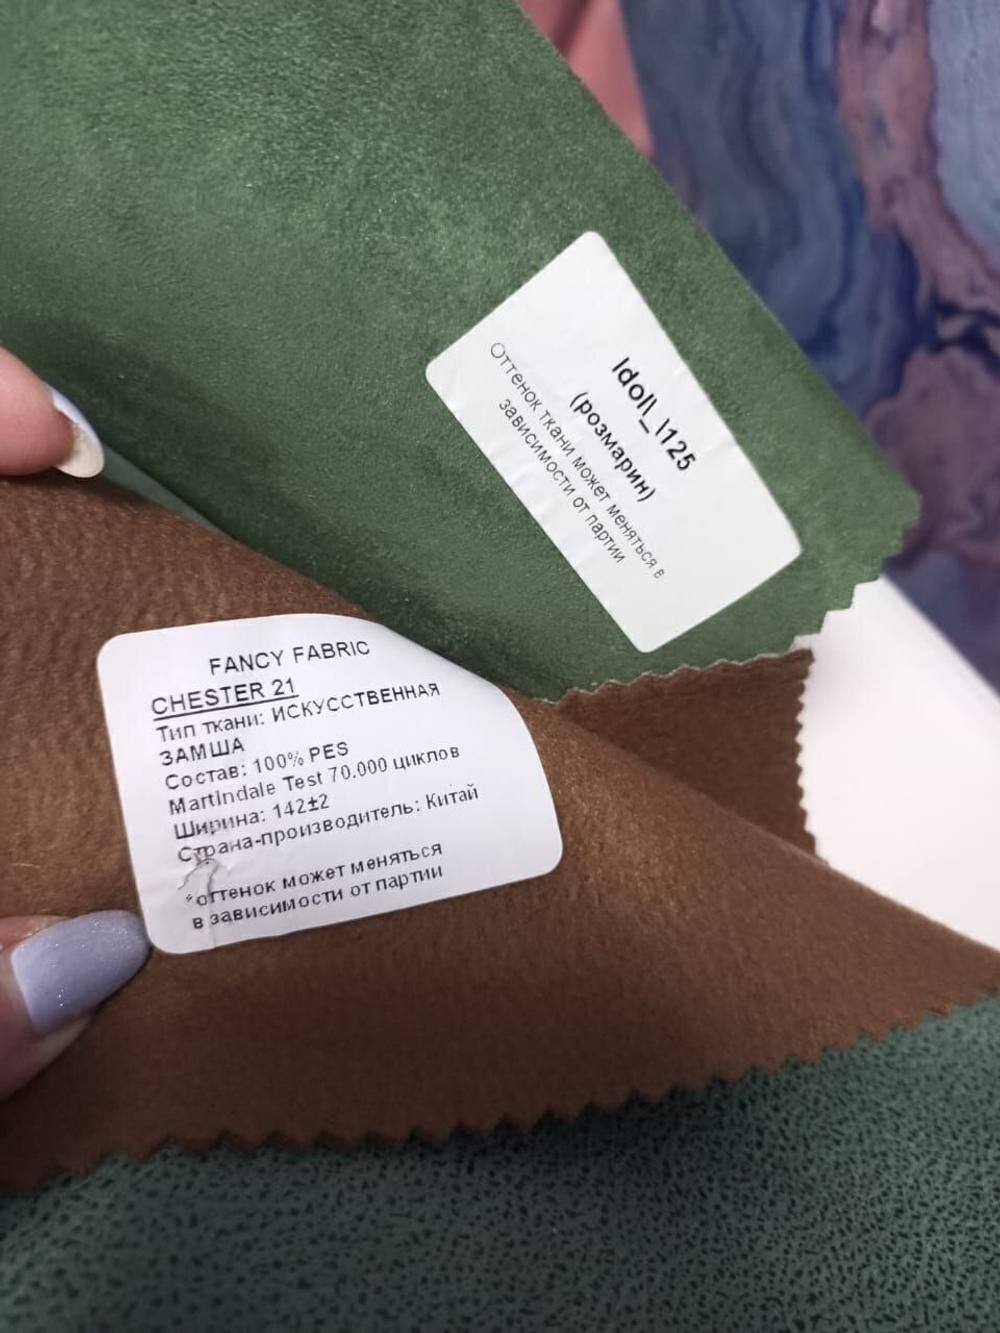 Idol\_\125
(розмарин)
Оттенок ткани может меняться в
зависимости от партии
FANCY FABRIC
CHESTER 21
Тип ткани: ИСКУССТВЕННАЯ
ЗАМША
Состав: 100% PES
Martindale Test 70.000 циклов
Ширина: 142±2
Страна-производитель: Китай
*оттенок может меняться
в зависимости от партии